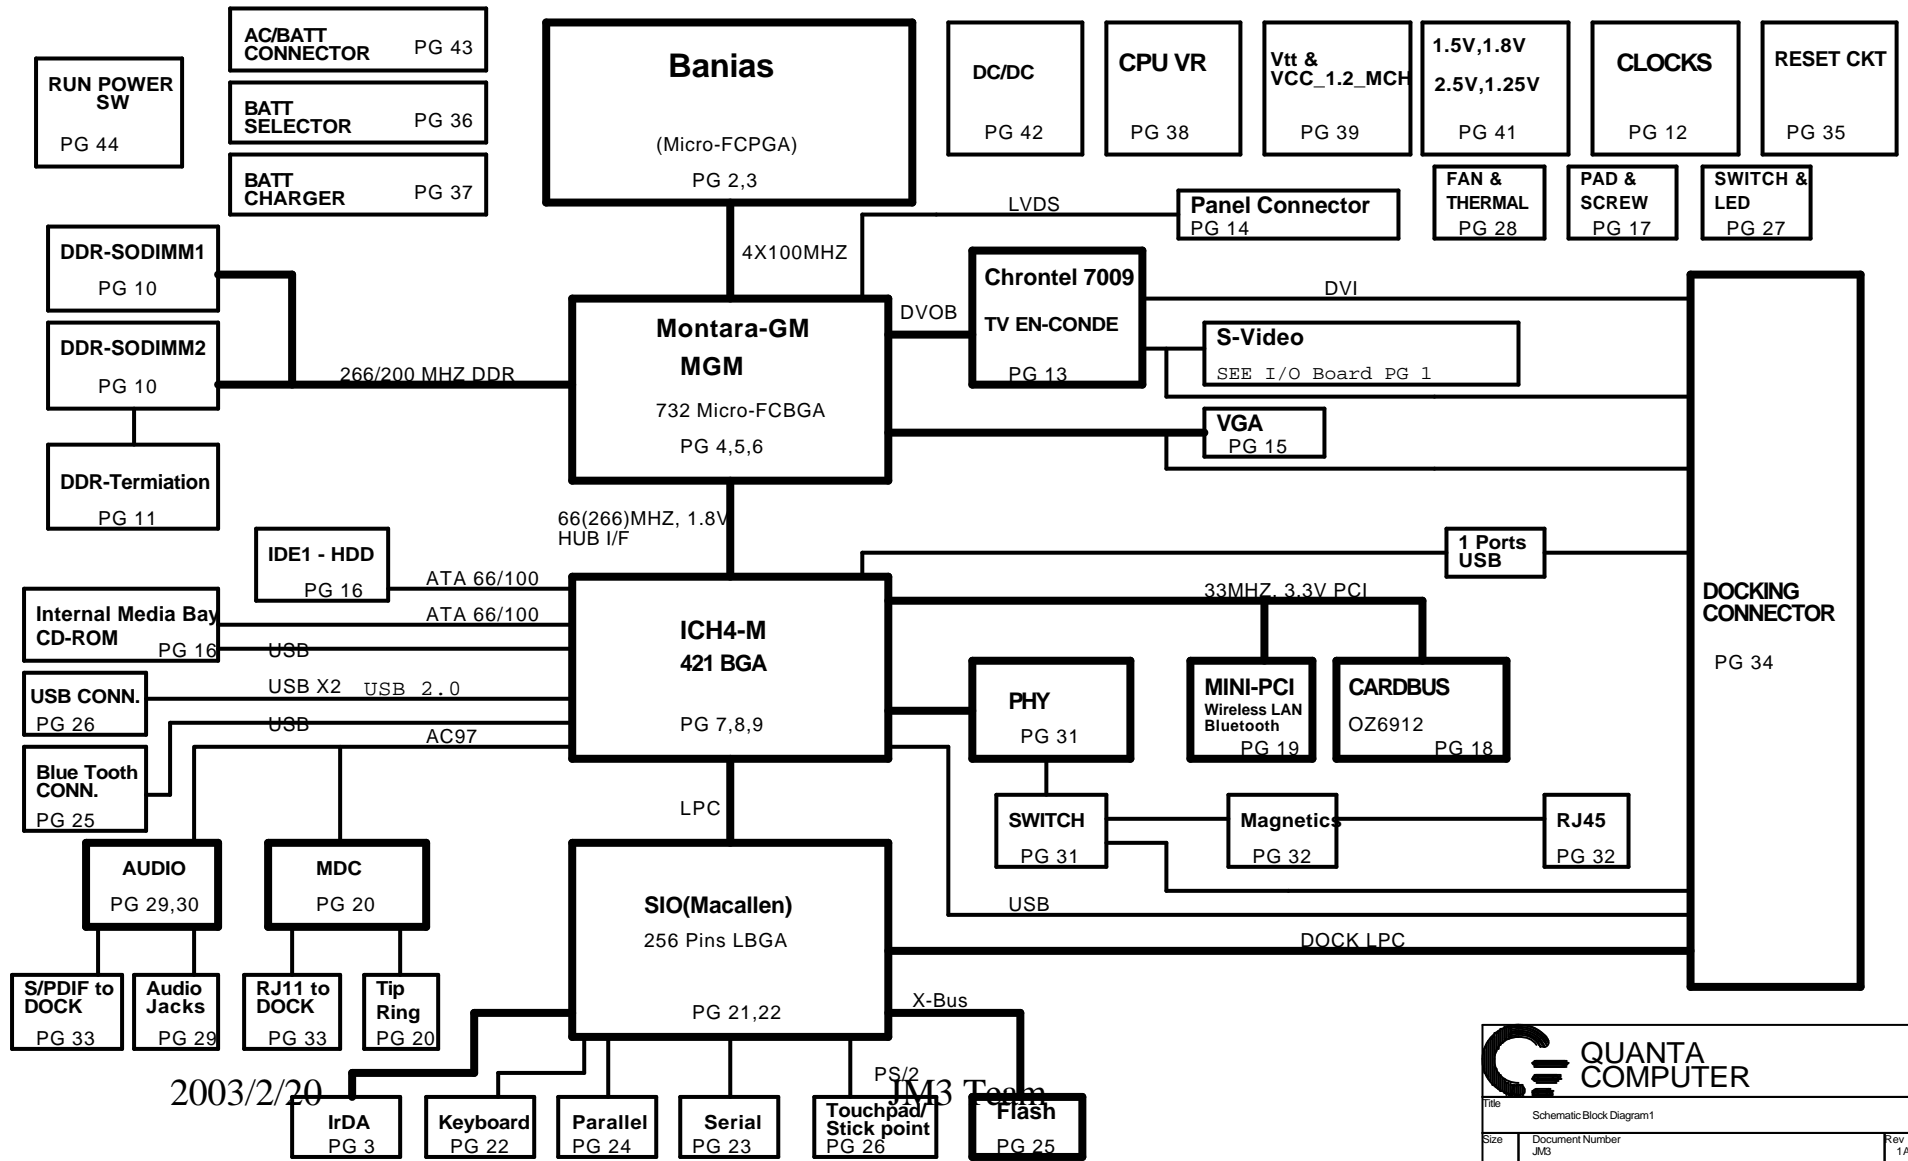 RUN POWER
SW
PG 44
AC/BATT
CONNECTOR PG 43
BATT
SELECTOR PG 36
BATT
CHARGER PG 37
Banias
(Micro-FCPGA)
PG 2,3
DC/DC
PG 42
CPU VR
PG 38
Vtt &
VCC_1.2_MCH
PG 39
1.5V,1.8V
2.5V,1.25V
PG 41
CLOCKS
PG 12
RESET CKT
PG 35
FAN &
THERMAL
PG 28
PAD &
SCREW
PG 17
SWITCH &
LED
PG 27
LVDS
Panel Connector
PG 14
4X100MHZ
DDR-SODIMM1
PG 10
DDR-SODIMM2
PG 10
DDR-Termiation
PG 11
266/200 MHZ DDR
Montara-GM
MGM
732 Micro-FCBGA
PG 4,5,6
DVOB
Chrontel 7009
TV EN-CONDE
PG 13
DVI
S-Video
SEE I/O Board PG 1
VGA
PG 15
66(266)MHZ, 1.8V
HUB I/F
1 Ports
USB
DOCKING
CONNECTOR
PG 34
IDE1 - HDD
PG 16
ATA 66/100
Internal Media Bay
CD-ROM
PG 16
ATA 66/100
USB
USB CONN.
PG 26
USB X2 USB 2.0
USB
AC97
Blue Tooth
CONN.
PG 25
ICH4-M
421 BGA
PG 7,8,9
33MHZ, 3.3V PCI
PHY
PG 31
MINI-PCI
Wireless LAN
Bluetooth
PG 19
CARDBUS
OZ6912
PG 18
LPC
SWITCH
PG 31
Magnetics
PG 32
RJ45
PG 32
USB
DOCK LPC
AUDIO
PG 29,30
MDC
PG 20
SIO(Macallen)
256 Pins LBGA
PG 21,22
S/PDIF to
DOCK
PG 33
Audio
Jacks
PG 29
RJ11 to
DOCK
PG 33
Tip
Ring
PG 20
X-Bus
PS/2
2003/2/20
JM3 Team
IrDA
PG 3
Keyboard
PG 22
Parallel
PG 24
Serial
PG 23
Touchpad/
Stick point
PG 26
Flash
PG 25
QUANTA
COMPUTER
Title
Schematic Block Diagram1
Size Document Number Rev
JM3 1A